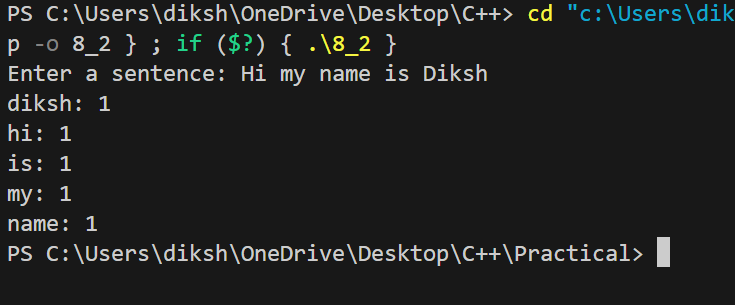 PS C:\Users\diksh\OneDrive\Desktop\C++> cd "c:\Users\dik
p -o 8_2 } ; if ($?) { .\8_2 }
Enter a sentence: Hi my name is Diksh
diksh: 1
hi: 1
is: 1
my: 1
name: 1
PS C:\Users\diksh\OneDrive\Desktop\C++\Practical>